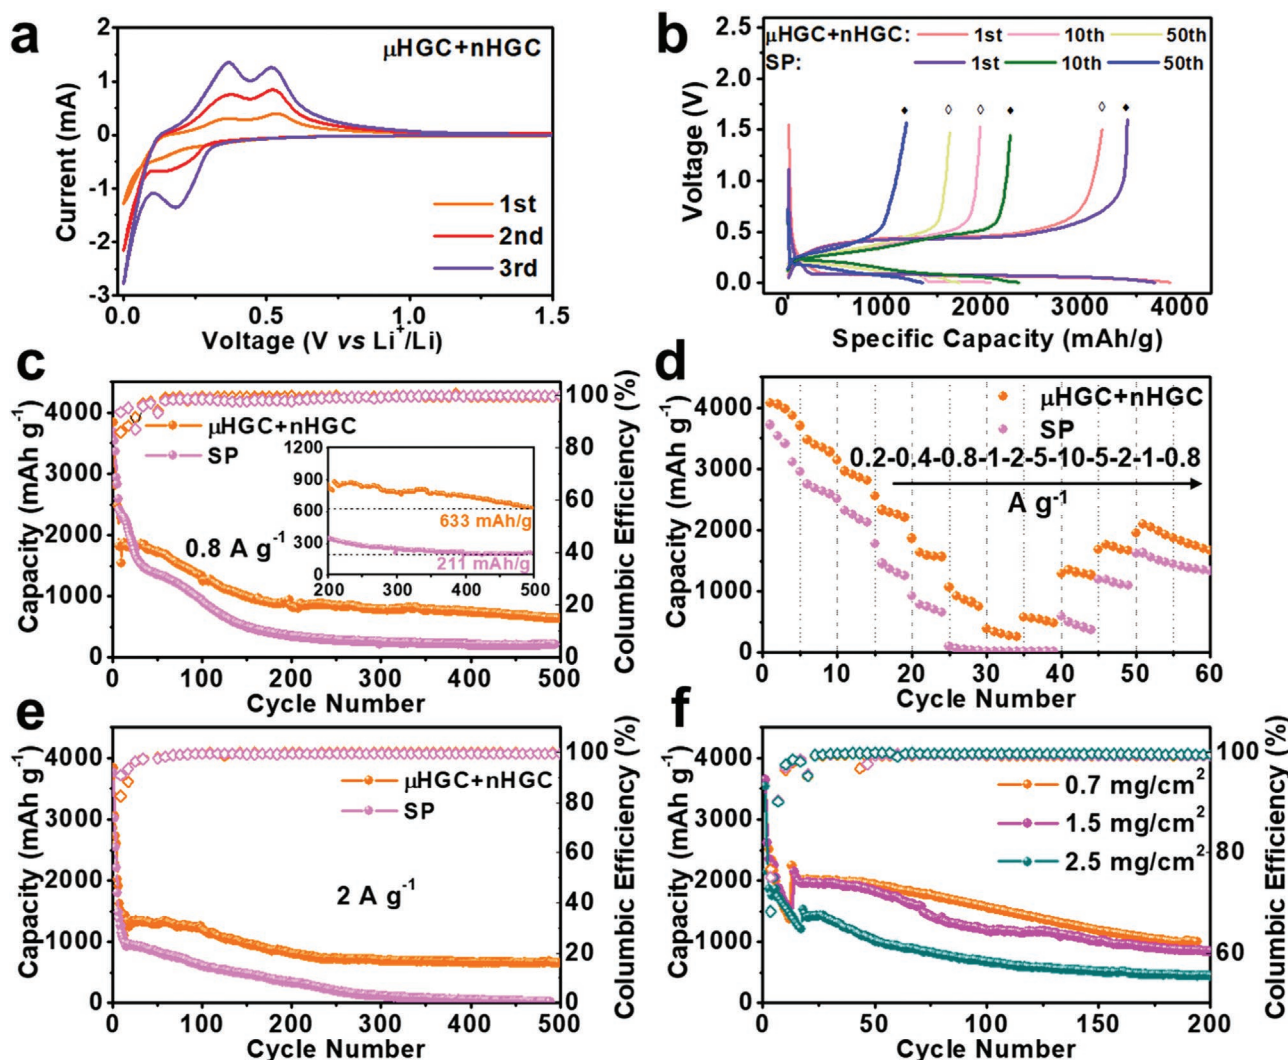 a
μHGC+nHGC
2
1
0
-1
-2
-3
Current (mA)
1st
2nd
3rd
0.0 0.5 1.0 1.5
Voltage (V vs Li⁺/Li)
b
μHGC+nHGC: 1st 10th 50th
SP: 1st 10th 50th
2.5
2.0
1.5
1.0
0.5
0.0
Voltage (V)
0 1000 2000 3000 4000
Specific Capacity (mAh/g)
c
4000
3000
2000
1000
0
Capacity (mAh g⁻¹)
μHGC+nHGC
SP
0.8 A g⁻¹
1200
900
600
300
0
633 mAh/g
211 mAh/g
200 300 400 500
100
80
60
40
20
0
Columbic Efficiency (%)
0 100 200 300 400 500
Cycle Number
d
4000
3000
2000
1000
0
Capacity (mAh g⁻¹)
μHGC+nHGC
SP
0.2-0.4-0.8-1-2-5-10-5-2-1-0.8
A g⁻¹
0 10 20 30 40 50 60
Cycle Number
e
4000
3000
2000
1000
0
Capacity (mAh g⁻¹)
μHGC+nHGC
SP
2 A g⁻¹
100
80
60
40
20
0
Columbic Efficiency (%)
0 100 200 300 400 500
Cycle Number
f
4000
3000
2000
1000
0
Capacity (mAh g⁻¹)
0.7 mg/cm²
1.5 mg/cm²
2.5 mg/cm²
100
80
60
Columbic Efficiency (%)
0 50 100 150 200
Cycle Number